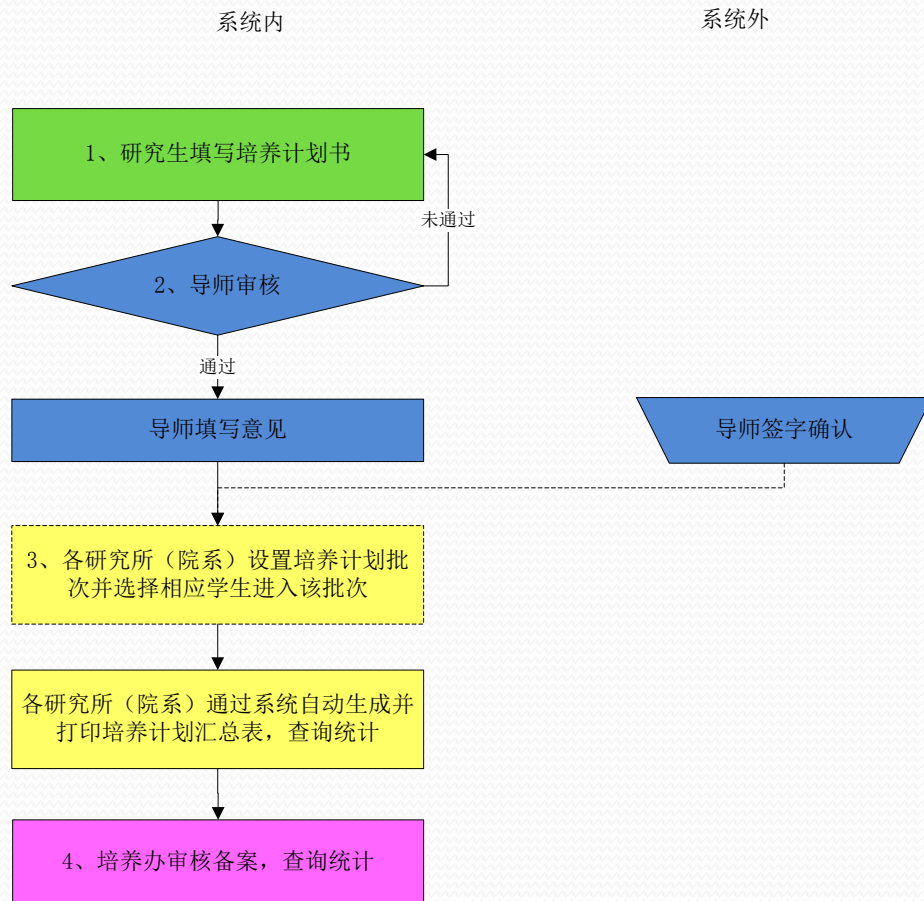 系统内
系统外
1、研究生填写培养计划书
未通过
2、导师审核
通过
导师填写意见
导师签字确认
3、各研究所（院系）设置培养计划批
次并选择相应学生进入该批次
各研究所（院系）通过系统自动生成并
打印培养计划汇总表，查询统计
4、培养办审核备案，查询统计